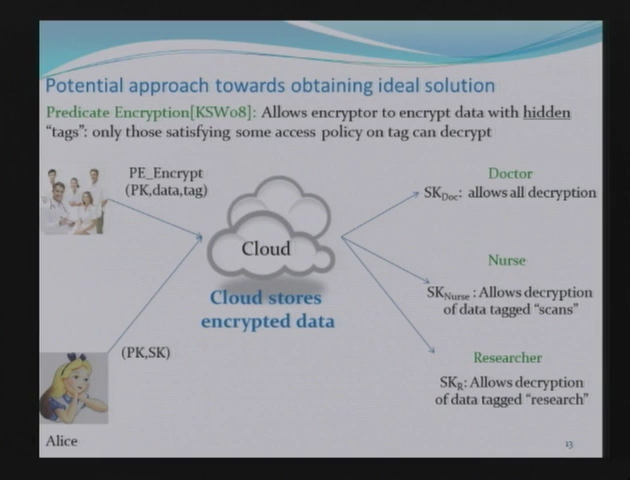 Potential approach towards obtaining ideal solution
Predicate Encryption[KSW08]: Allows encryptor to encrypt data with hidden
"tags": only those satisfying some access policy on tag can decrypt
PE_Encrypt
(PK,data,tag)
Cloud
Cloud stores
encrypted data
Doctor
SKDoc: allows all decryption
Nurse
SKNurse : Allows decryption
of data tagged "scans"
(PK,SK)
Researcher
SKR: Allows decryption
of data tagged "research"
Alice
13